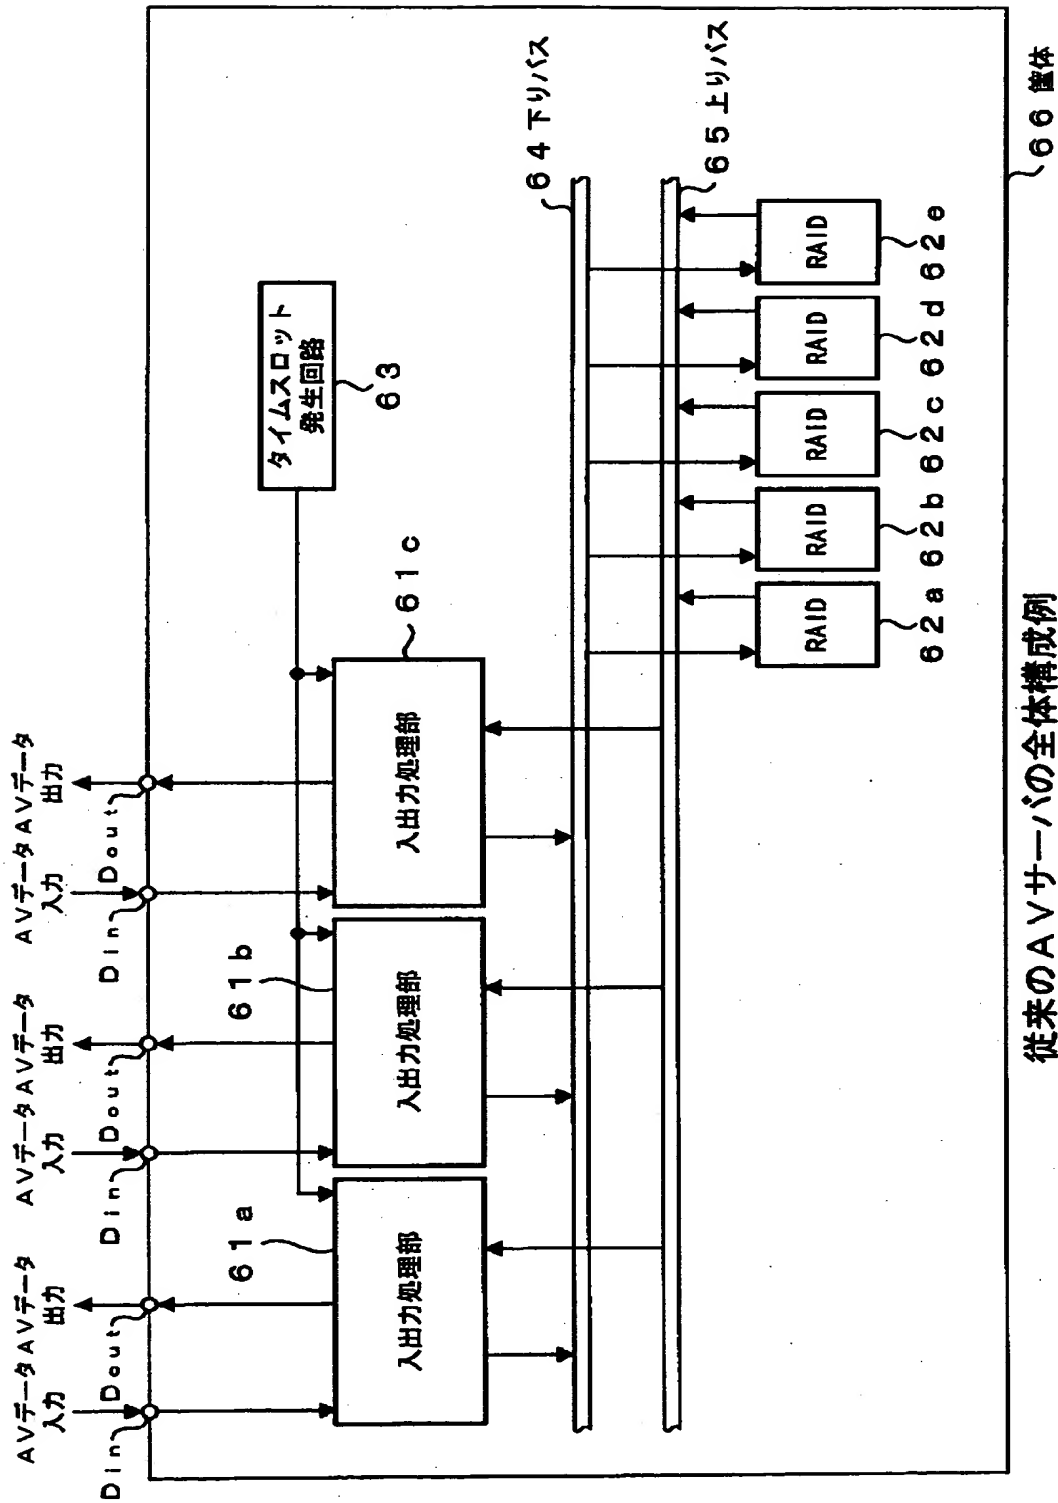 AVデータ
入力
AVデータ
出力
AVデータ
入力
AVデータ
出力
AVデータ
入力
AVデータ
出力
Din
Dout
Din
Dout
Din
Dout
61a
61b
61c
入出力処理部
入出力処理部
入出力処理部
タイムスロット
発生回路
63
64 下りバス
65 上りバス
RAID
RAID
RAID
RAID
RAID
62a
62b
62c
62d
62e
66 筐体
従来のAVサーバの全体構成例